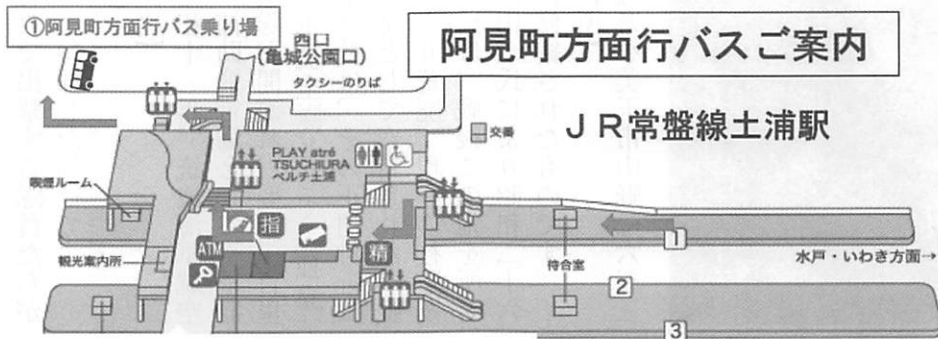 ①阿見町方面行バス乗り場
阿見町方面行バスご案内
西口
(亀城公園口)
タクシーのりば
JR常磐線土浦駅
交番
PLAY atré
TSUCHIURA
ペルチ土浦
喫煙ルーム
指
ATM
精
観光案内所
待合室
1
水戸・いわき方面→
2
3